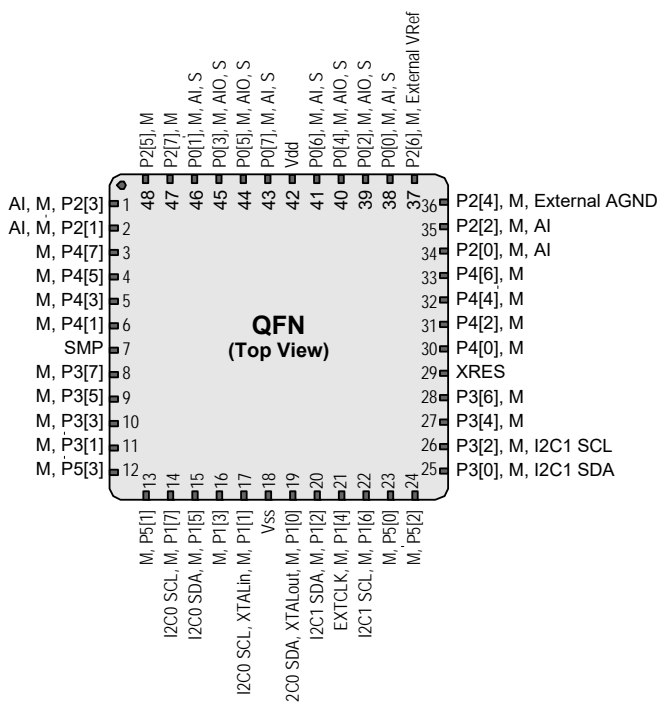 P2[5], M
P2[7], M
P0[1], M, AI, S
P0[3], M, AIO, S
P0[5], M, AIO, S
P0[7], M, AI, S
Vdd
P0[6], M, AI, S
P0[4], M, AIO, S
P0[2], M, AIO, S
P0[0], M, AI, S
P2[6], M, External VRef
48
47
46
45
44
43
42
41
40
39
38
37
AI, M, P2[3] 1
AI, M, P2[1] 2
M, P4[7] 3
M, P4[5] 4
M, P4[3] 5
M, P4[1] 6
SMP 7
M, P3[7] 8
M, P3[5] 9
M, P3[3] 10
M, P3[1] 11
M, P5[3] 12
QFN
(Top View)
36 P2[4], M, External AGND
35 P2[2], M, AI
34 P2[0], M, AI
33 P4[6], M
32 P4[4], M
31 P4[2], M
30 P4[0], M
29 XRES
28 P3[6], M
27 P3[4], M
26 P3[2], M, I2C1 SCL
25 P3[0], M, I2C1 SDA
13
14
15
16
17
18
19
20
21
22
23
24
M, P5[1]
I2C0 SCL, M, P1[7]
I2C0 SDA, M, P1[5]
M, P1[3]
I2C0 SCL, XTALin, M, P1[1]
Vss
2C0 SDA, XTALout, M, P1[0]
I2C1 SDA, M, P1[2]
EXTCLK, M, P1[4]
I2C1 SCL, M, P1[6]
M, P5[0]
M, P5[2]